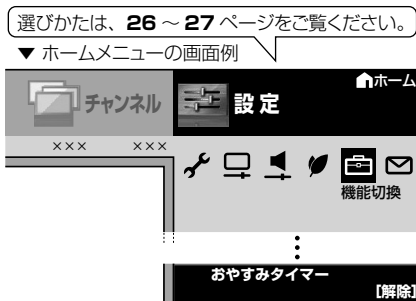 選びかたは、26～27ページをご覧ください。
▼ ホームメニューの画面例
ホーム
チャンネル
設定
××× ×××
機能切換
おやすみタイマー
[解除]